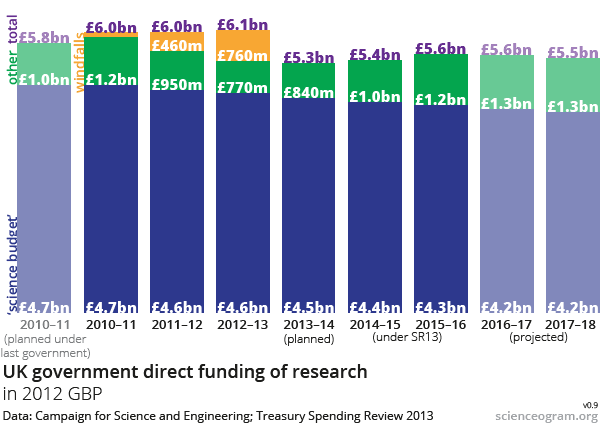 other total
£5.8bn
£1.0bn
£4.7bn
windfalls
£6.0bn
£1.2bn
£4.7bn
£6.0bn
£460m
£950m
£4.6bn
£6.1bn
£760m
£770m
£4.6bn
£5.3bn
£840m
£4.5bn
£5.4bn
£1.0bn
£4.4bn
£5.6bn
£1.2bn
£4.3bn
£5.6bn
£1.3bn
£4.2bn
£5.5bn
£1.3bn
£4.2bn
‘science budget’
2010–11 2010–11 2011–12 2012–13 2013–14 2014–15 2015–16 2016–17 2017–18
(planned under
last government)
(planned)
(under SR13)
(projected)
UK government direct funding of research
in 2012 GBP
Data: Campaign for Science and Engineering; Treasury Spending Review 2013
v0.9
scienceogram.org